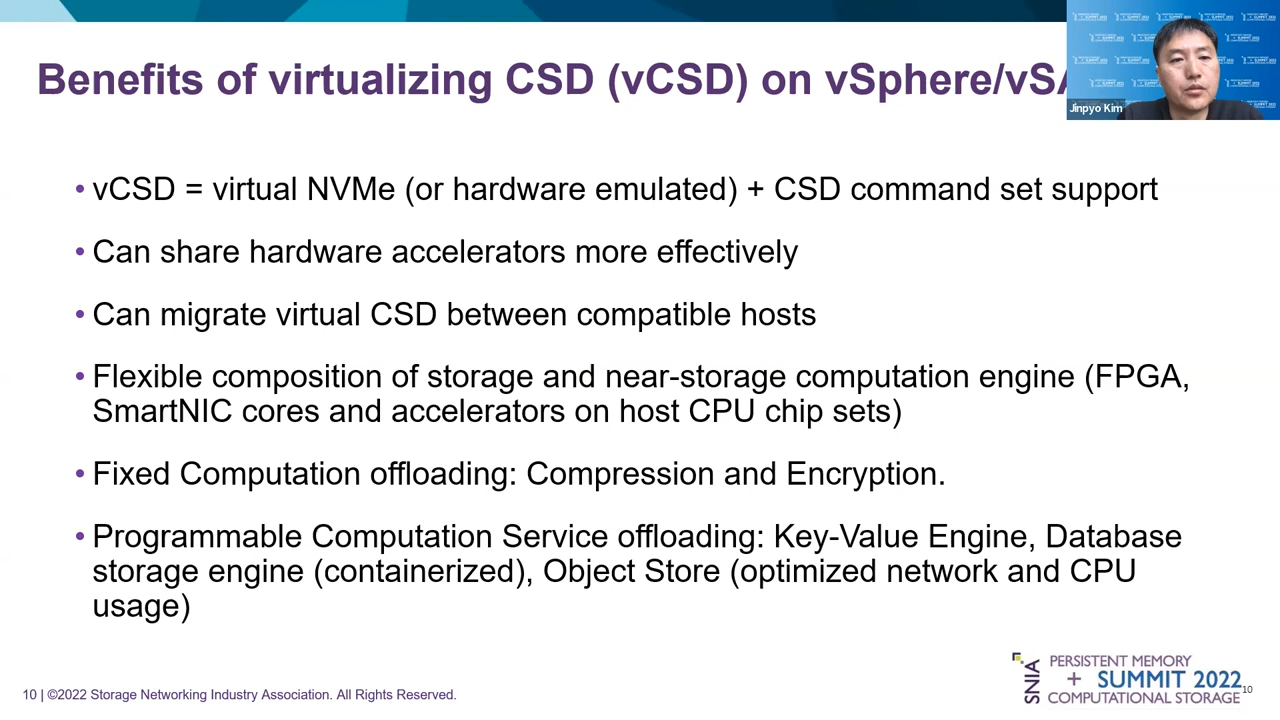 Benefits of virtualizing CSD (vCSD) on vSphere/vSA
Jinpyo Kim
• vCSD = virtual NVMe (or hardware emulated) + CSD command set support
• Can share hardware accelerators more effectively
• Can migrate virtual CSD between compatible hosts
• Flexible composition of storage and near-storage computation engine (FPGA,
SmartNIC cores and accelerators on host CPU chip sets)
• Fixed Computation offloading: Compression and Encryption.
• Programmable Computation Service offloading: Key-Value Engine, Database
storage engine (containerized), Object Store (optimized network and CPU
usage)
10 | ©2022 Storage Networking Industry Association. All Rights Reserved.
SNIA
PERSISTENT MEMORY
+ SUMMIT 2022
COMPUTATIONAL STORAGE
10